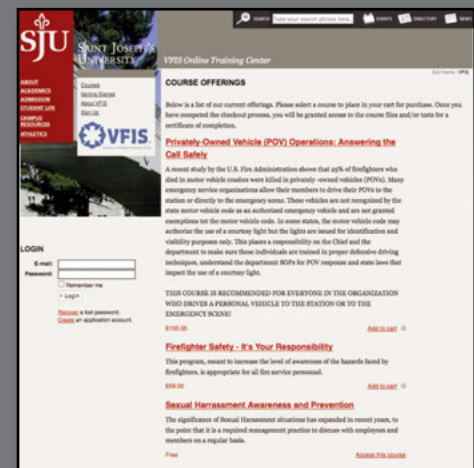 SJU
SAINT JOSEPH'S
UNIVERSITY
SEARCH Type your search phrase here.. EVENTS DIRECTORY NEWS
VFIS Online Training Center
SJU Home : VFIS
ABOUT
ACADEMICS
ADMISSION
STUDENT LIFE
CAMPUS
RESOURCES
ATHLETICS
Courses
Getting Started
About VFIS
Sign Up
VFIS.
LOGIN
E-mail:
Password:
Remember me
> Login
Recover a lost password.
Create an application account.
COURSE OFFERINGS
Below is a list of our current offerings. Please select a course to place in your cart for purchase. Once you
have competed the checkout process, you will be granted access to the course files and/or tests for a
certificate of completion.
Privately-Owned Vehicle (POV) Operations: Answering the
Call Safely
A recent study by the U.S. Fire Administration shows that 25% of firefighters who
died in motor vehicle crashes were killed in privately -owned vehicles (POVs). Many
emergency service organizations allow their members to drive their POVs to the
station or directly to the emergency scene. These vehicles are not recognized by the
state motor vehicle code as an authorized emergency vehicle and are not granted
exemptions tot the motor vehicle code. In some states, the motor vehicle code may
authorize the use of a courtesy light but the lights are issued for identification and
visibility purposes only. This places a responsibility on the Chief and the
department to make sure these individuals are trained in proper defensive driving
techniques, understand the department SOPs for POV response and state laws that
impact the use of a courtesy light.
THIS COURSE IS RECOMMENDED FOR EVERYONE IN THE ORGANIZATION
WHO DRIVES A PERSONAL VEHICLE TO THE STATION OR TO THE
EMERGENCY SCENE!
$100.00 Add to cart
Firefighter Safety - It's Your Responsibility
This program, meant to increase the level of awareness of the hazards faced by
firefighters, is appropriate for all fire service personnel.
$59.00 Add to cart
Sexual Harrassment Awareness and Prevention
The significance of Sexual Harassment situations has expanded in recent years, to
the point that it is a required management practice to discuss with employees and
members on a regular basis.
Free Access this course